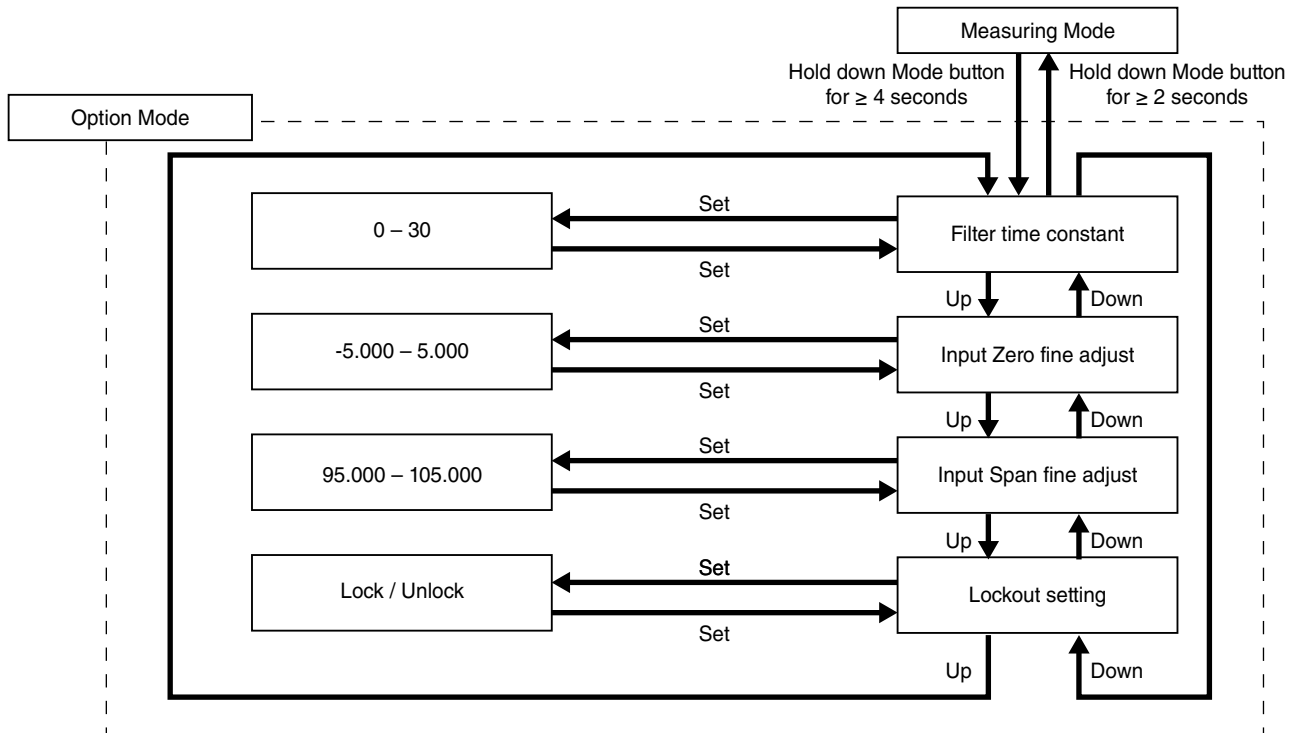 Measuring Mode
Hold down Mode button
for ≥ 4 seconds
Hold down Mode button
for ≥ 2 seconds
Option Mode
0 – 30
Set
Set
Filter time constant
Up
Down
-5.000 – 5.000
Set
Set
Input Zero fine adjust
Up
Down
95.000 – 105.000
Set
Set
Input Span fine adjust
Up
Down
Lock / Unlock
Set
Set
Lockout setting
Up
Down